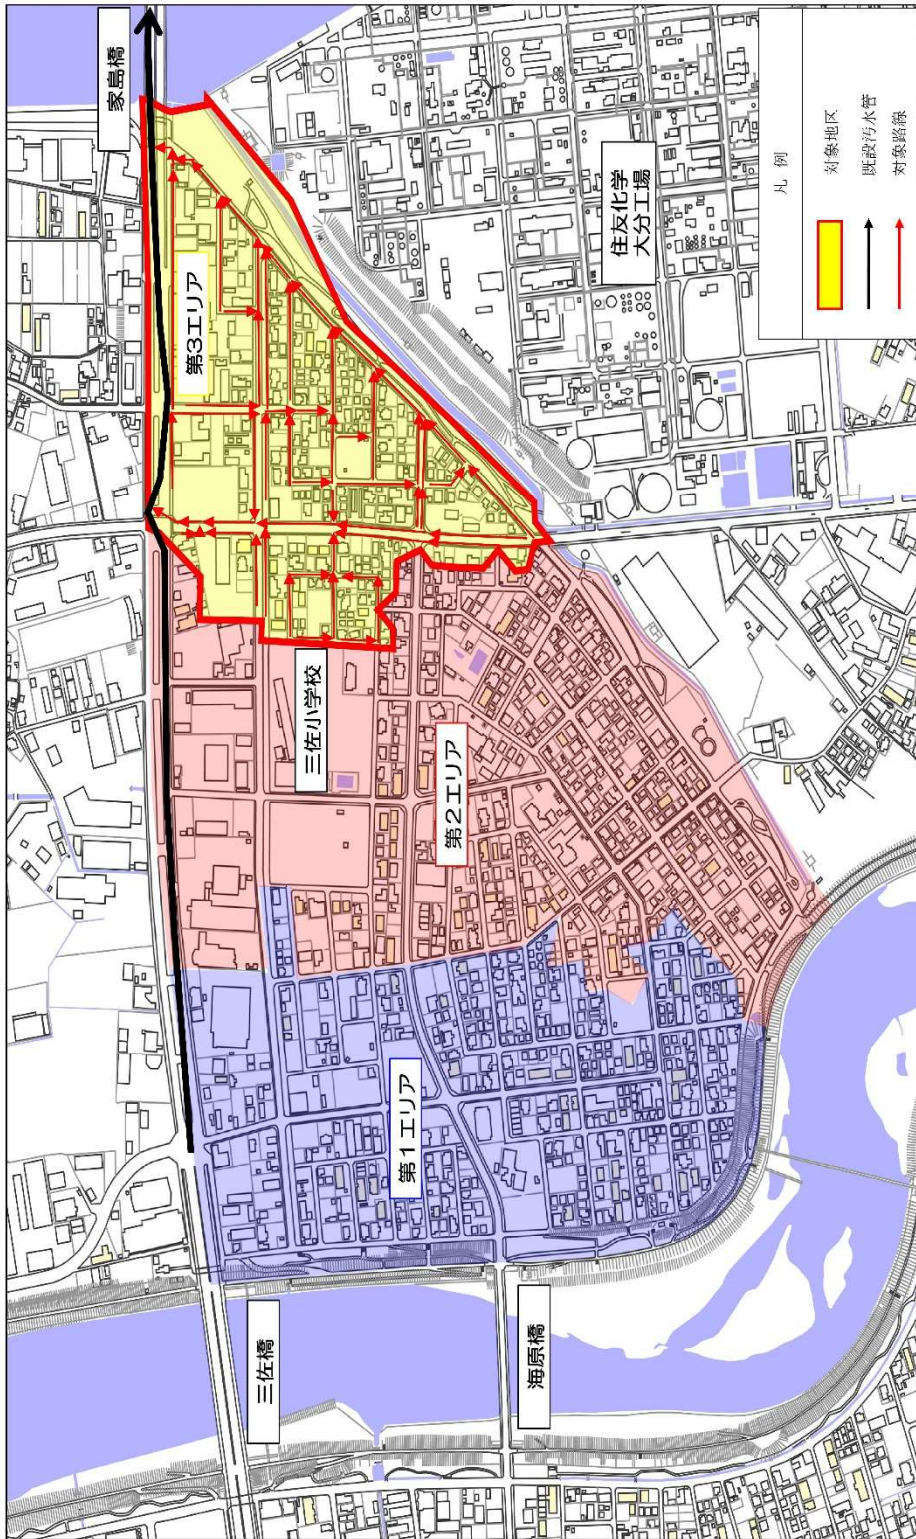 家島橋
第3エリア
住友化学
大分工場
三佐小学校
第2エリア
第1エリア
三佐橋
海原橋
凡 例
対象地区
既設汚水管
対象路線